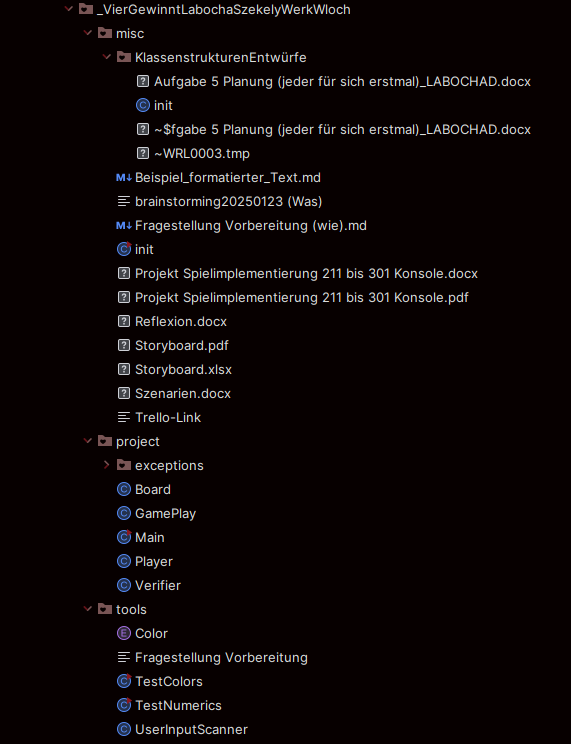 _VierGewinntLabochaSzekelyWerkWloch
misc
KlassenstrukturenEntwürfe
Aufgabe 5 Planung (jeder für sich erstmal)_LABOCHAD.docx
init
~$fgabe 5 Planung (jeder für sich erstmal)_LABOCHAD.docx
~WRL0003.tmp
Beispiel_formatierter_Text.md
brainstorming20250123 (Was)
Fragestellung Vorbereitung (wie).md
init
Projekt Spielimplementierung 211 bis 301 Konsole.docx
Projekt Spielimplementierung 211 bis 301 Konsole.pdf
Reflexion.docx
Storyboard.pdf
Storyboard.xlsx
Szenarien.docx
Trello-Link
project
exceptions
Board
GamePlay
Main
Player
Verifier
tools
Color
Fragestellung Vorbereitung
TestColors
TestNumerics
UserInputScanner